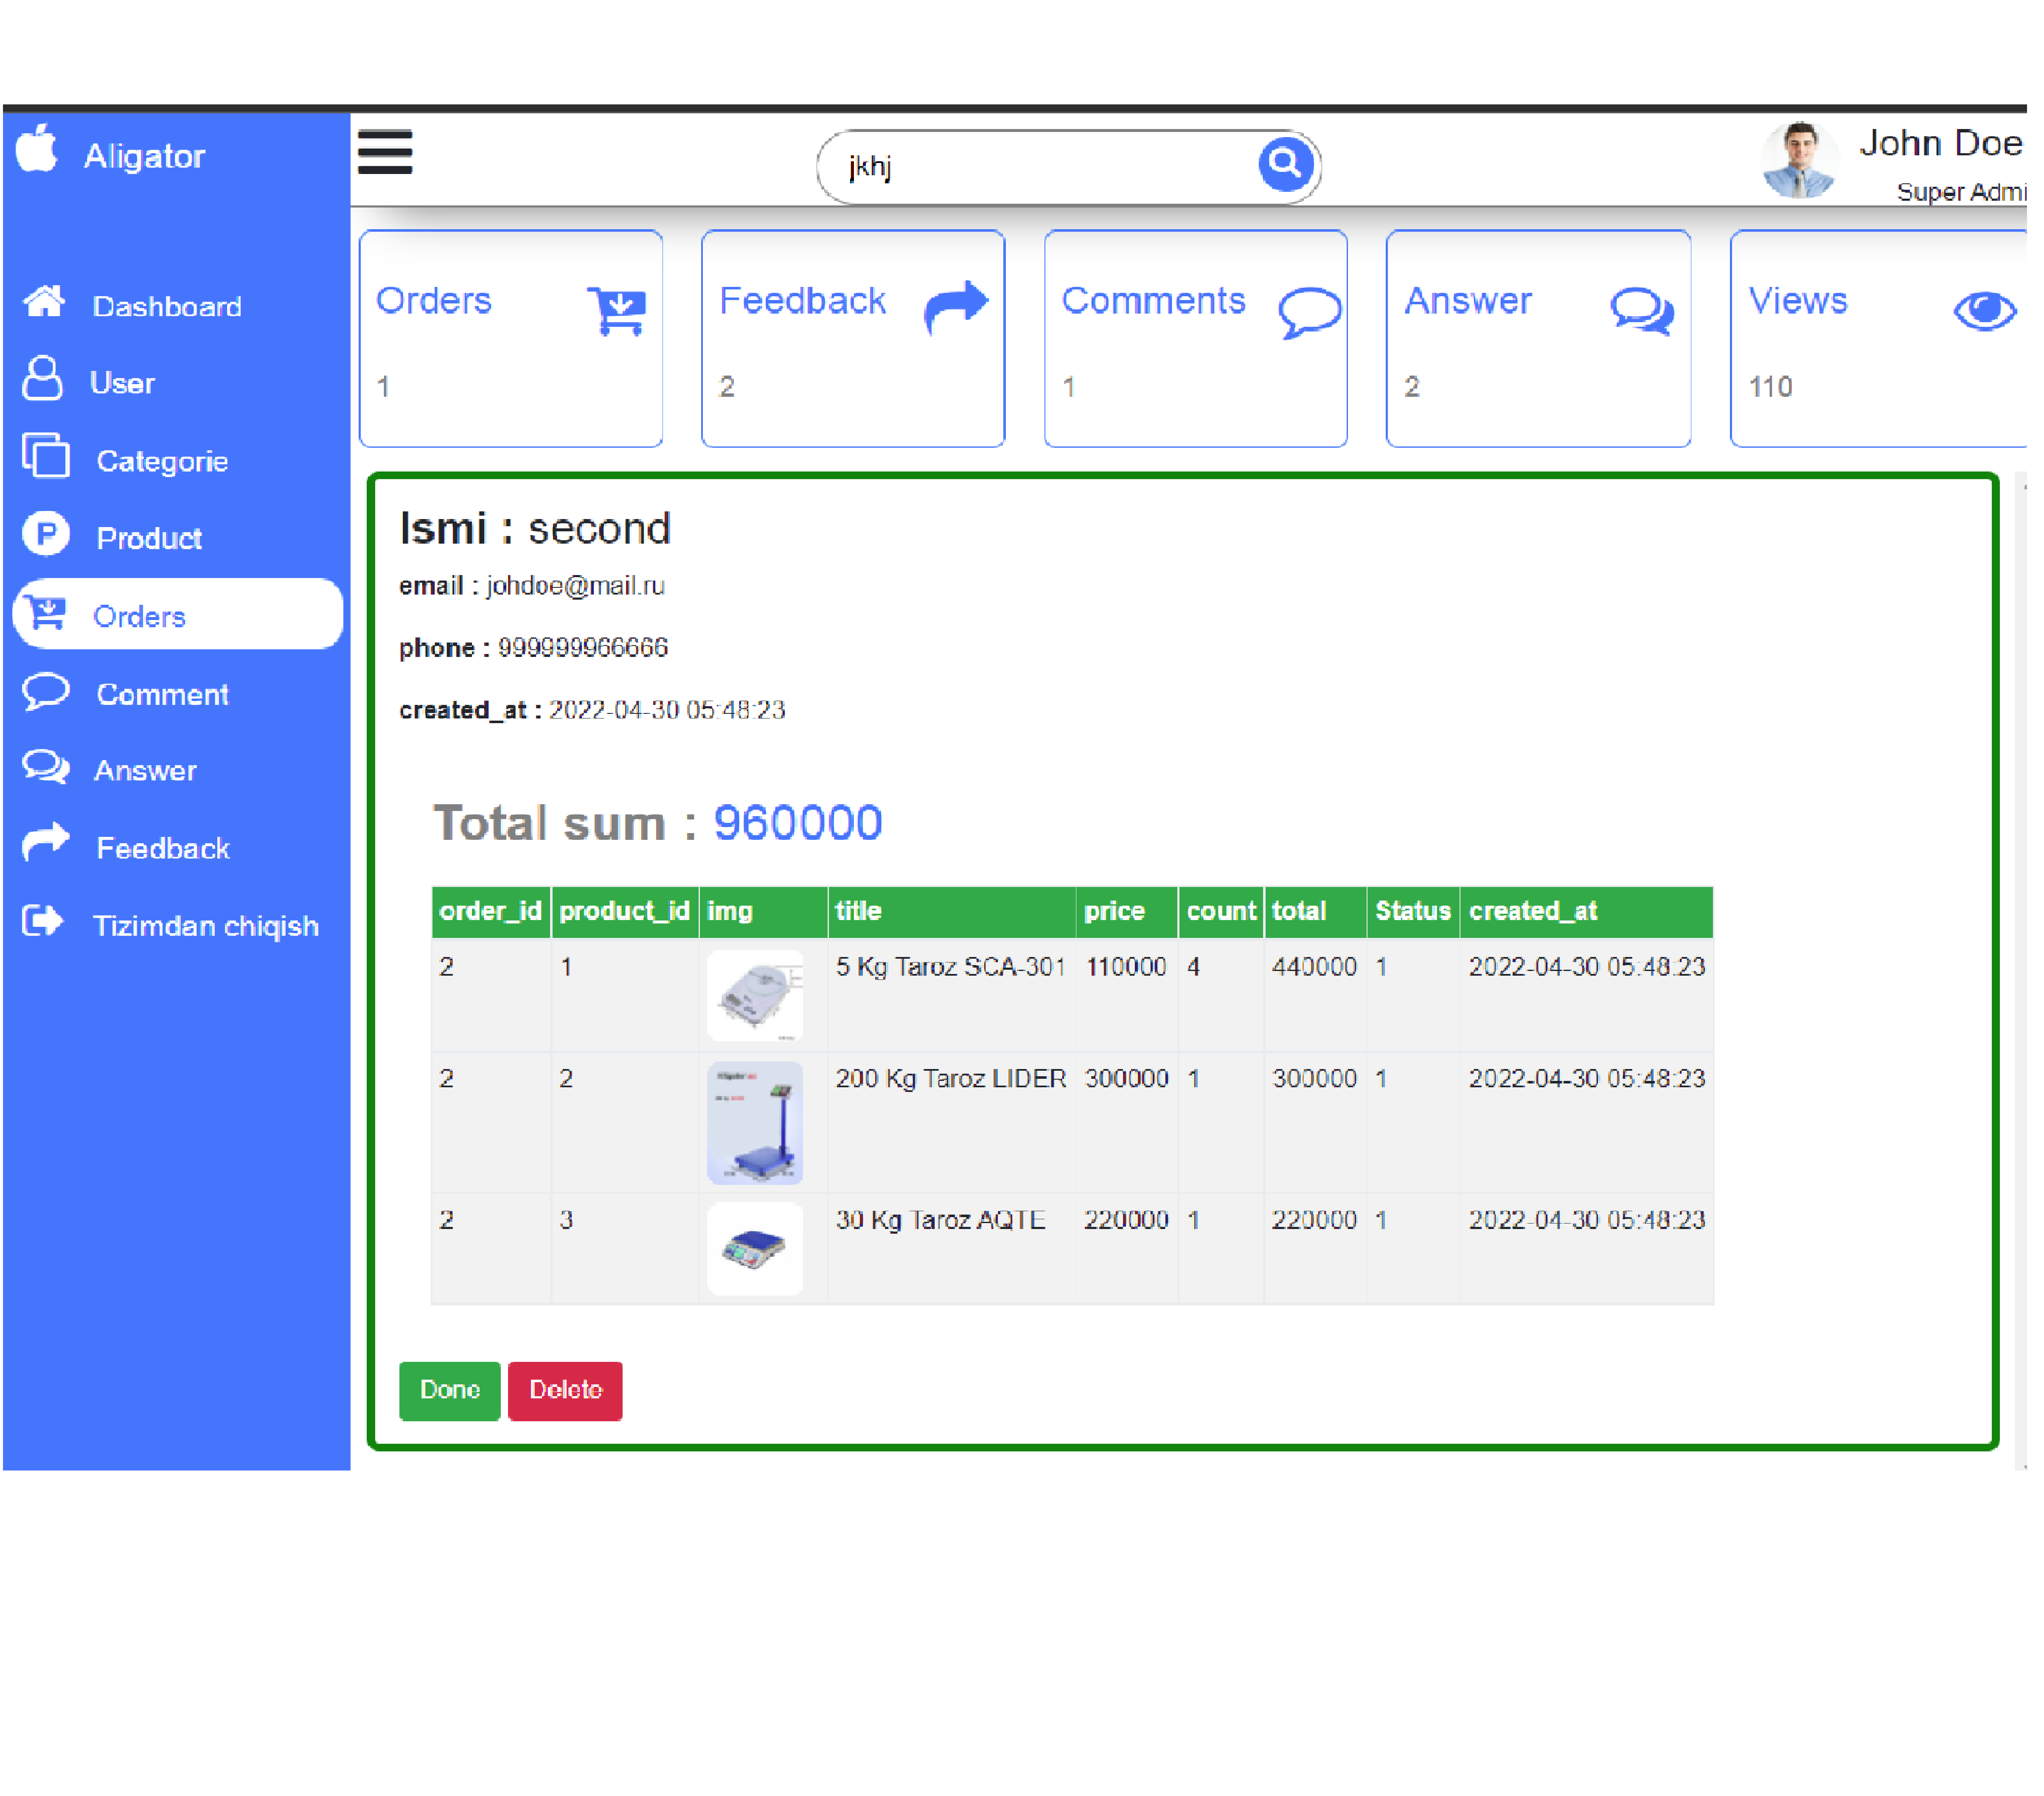 Aligator
jkhj
John Doe
Super Admi
Dashboard
User
Categorie
Product
Orders
Comment
Answer
Feedback
Tizimdan chiqish
Orders
1
Feedback
2
Comments
1
Answer
2
Views
110
Ismi : second
email : johdoe@mail.ru
phone : 999999966666
created_at : 2022-04-30 05:48:23
Total sum : 960000
order_id product_id img title price count total Status created_at
2 1 5 Kg Taroz SCA-301 110000 4 440000 1 2022-04-30 05:48:23
2 2 200 Kg Taroz LIDER 300000 1 300000 1 2022-04-30 05:48:23
2 3 30 Kg Taroz AQTE 220000 1 220000 1 2022-04-30 05:48:23
Done Delete